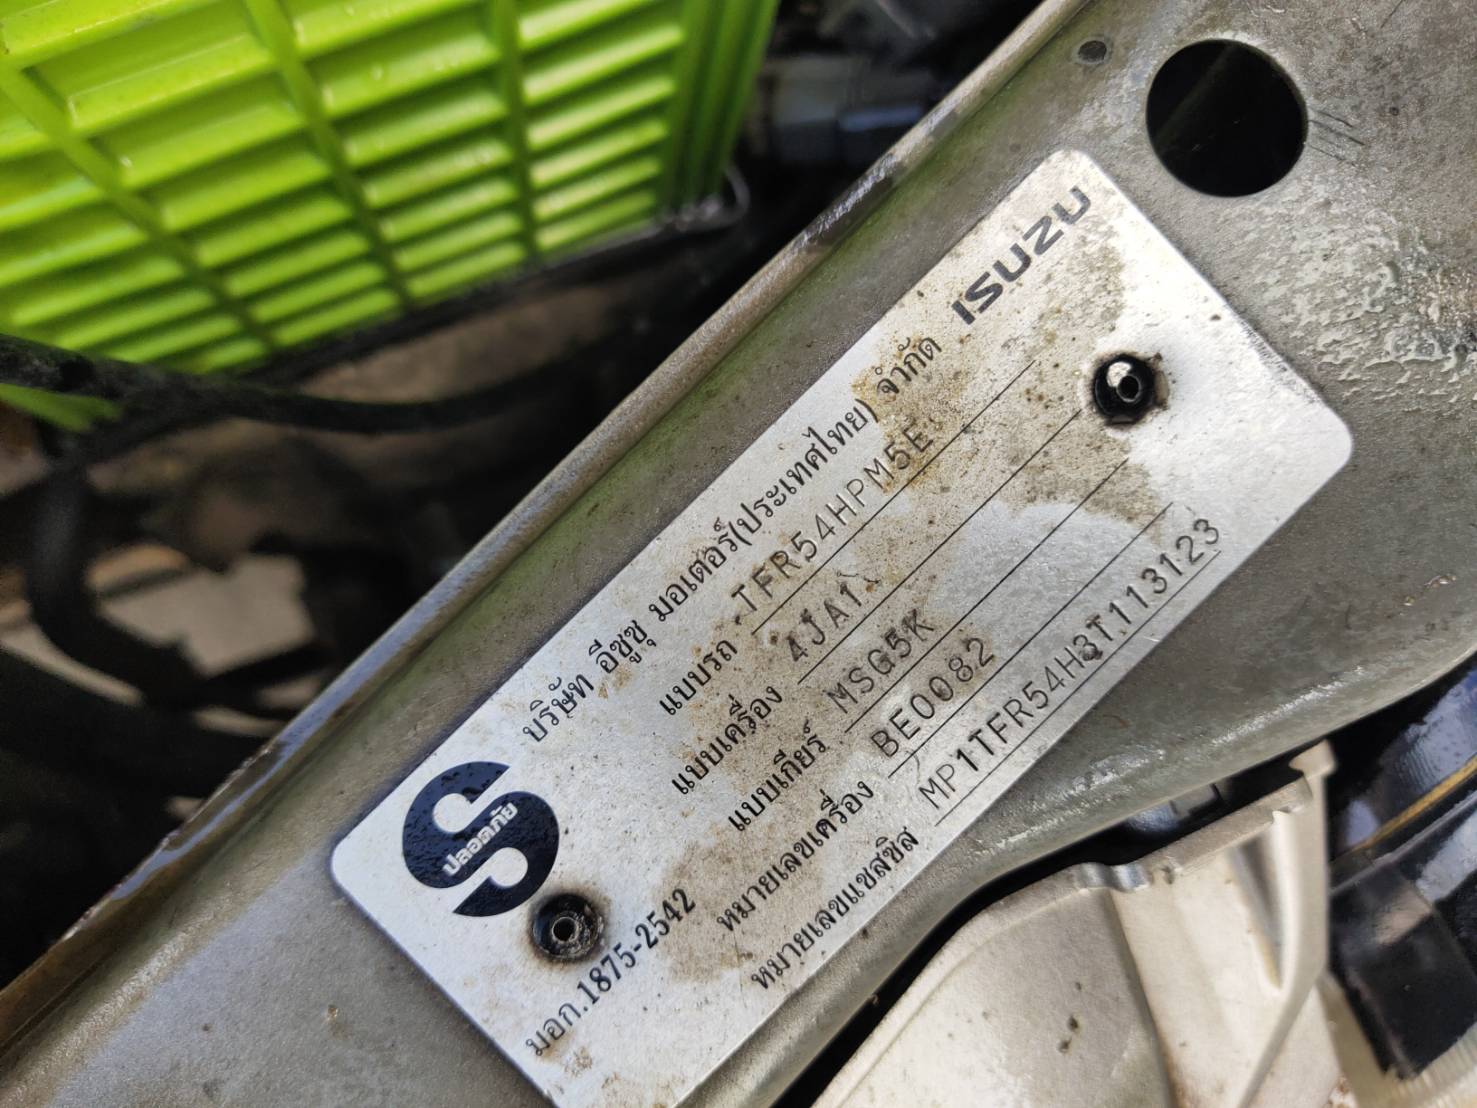 บริษัท อีซูซุ มอเตอร์(ประเทศไทย) จำกัด ISUZU
แบบรถ TFR54HPM5E
แบบเครื่อง 4JA1
แบบเกียร์ MSG5K
หมายเลขเครื่อง BE0082
หมายเลขแชสซิส MP1TFR54H3T113123
S
ปลอดภัย
มอก.1875-2542